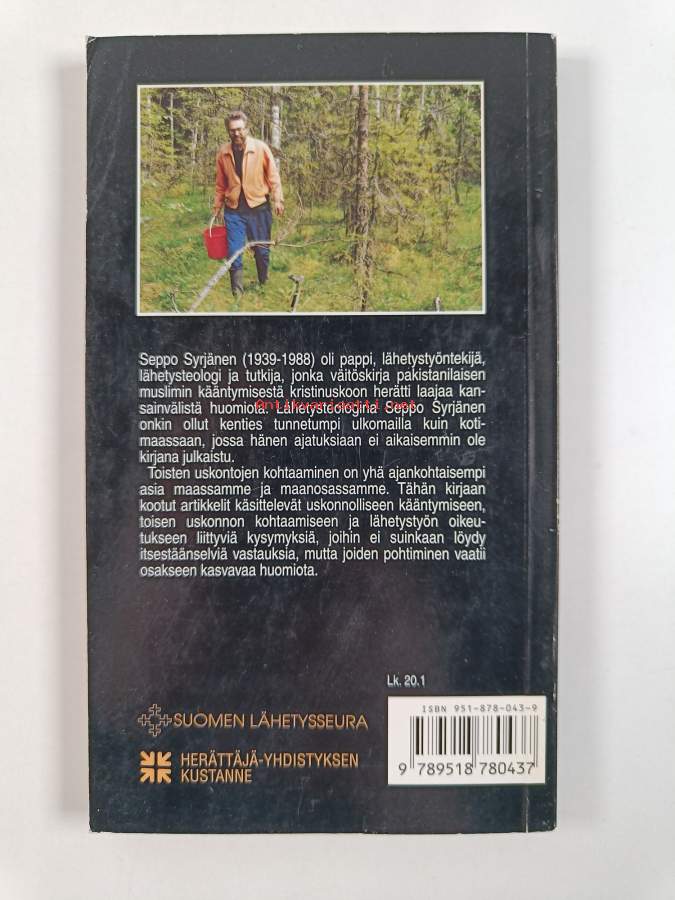 Seppo Syrjänen (1939-1988) oli pappi, lähetystyöntekijä,
lähetysteologi ja tutkija, jonka väitöskirja pakistanilaisen
muslimin kääntymisestä kristinuskoon herätti laajaa kan-
sainvälistä huomiota. Lähetysteologina Seppo Syrjänen
antikvariaatti.net
onkin ollut kenties tunnetumpi ulkomailla kuin koti-
maassaan, jossa hänen ajatuksiaan ei aikaisemmin ole
kirjana julkaistu.
Toisten uskontojen kohtaaminen on yhä ajankohtaisempi
asia maassamme ja maanosassamme. Tähän kirjaan
kootut artikkelit käsittelevät uskonnolliseen kääntymiseen,
toisen uskonnon kohtaamiseen ja lähetystyön oikeu-
tukseen liittyviä kysymyksiä, joihin ei suinkaan löydy
itsestäänselviä vastauksia, mutta joiden pohtiminen vaatii
osakseen kasvavaa huomiota.
Lk. 20.1
ISBN 951-878-043-9
SUOMEN LÄHETYSSEURA
HERÄTTÄJÄ-YHDISTYKSEN
KUSTANNE
9 789518 780437